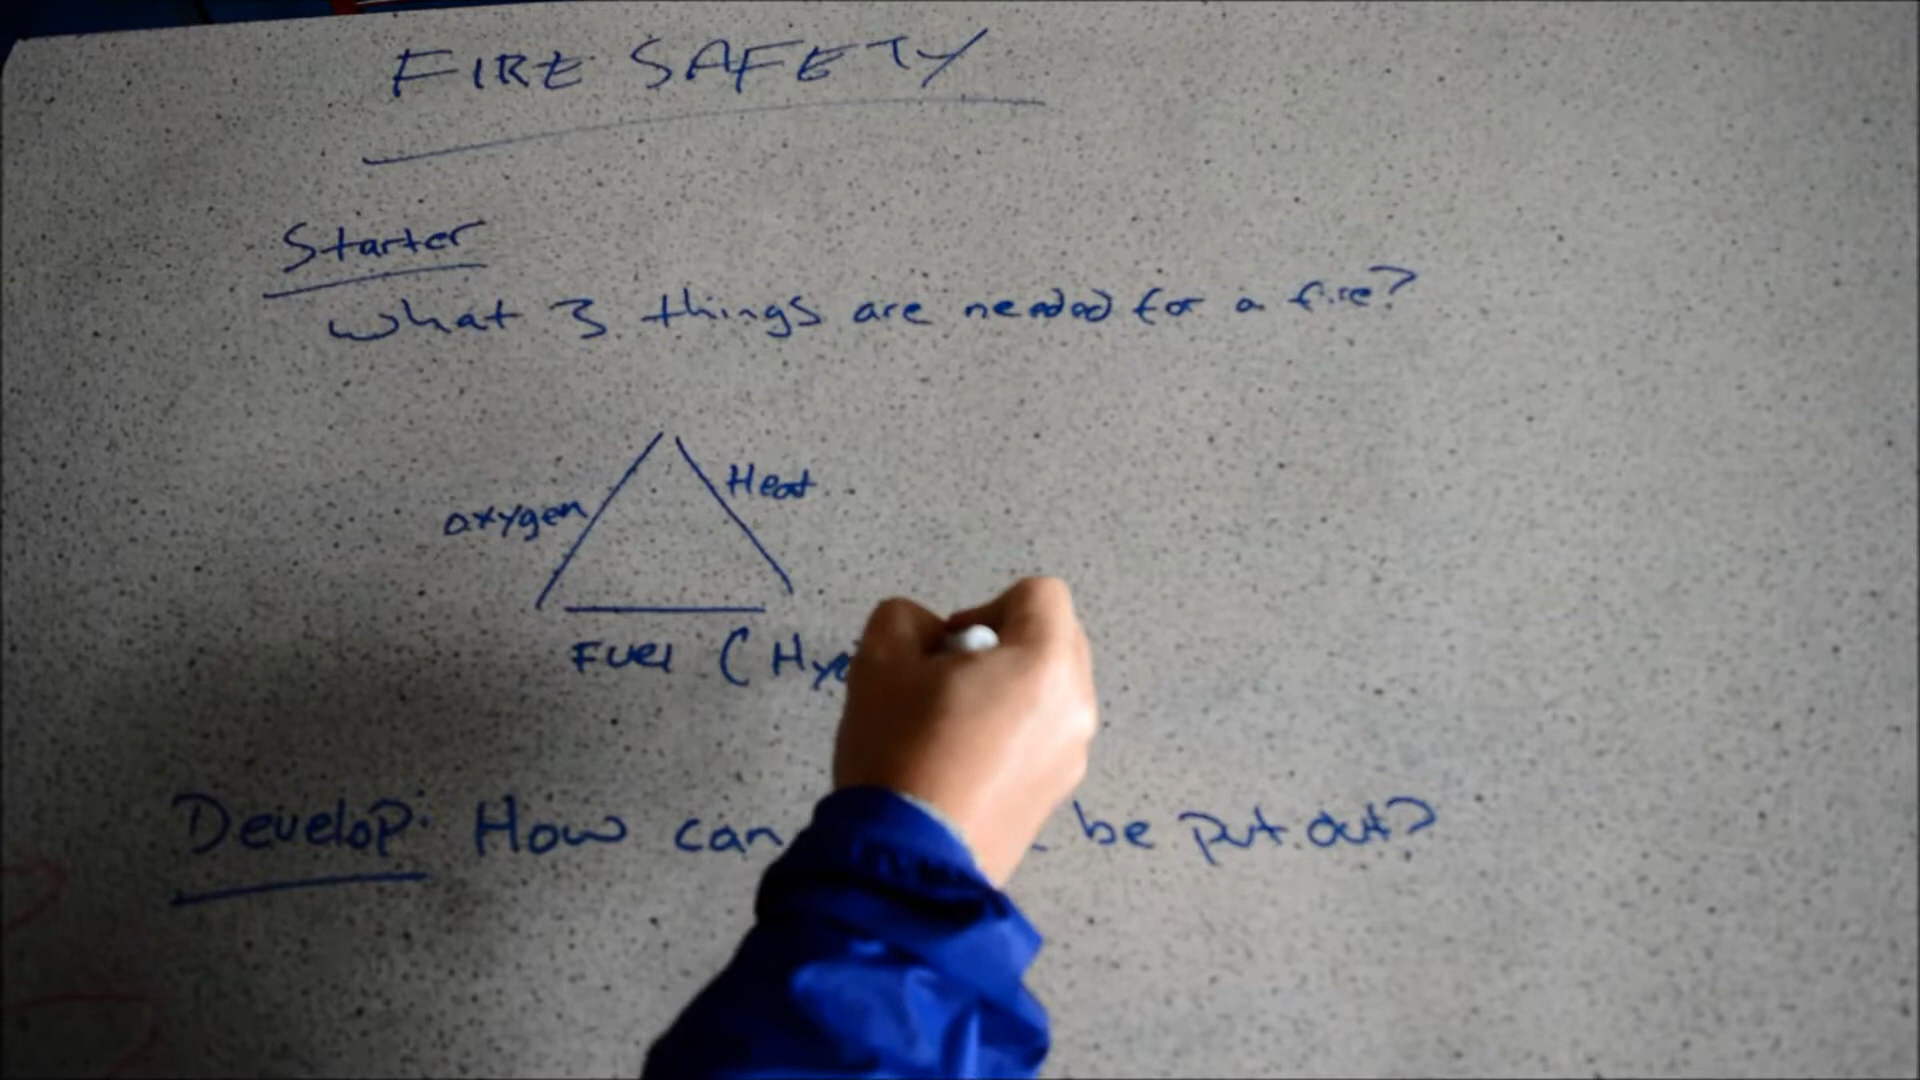 FIRE SAFETY
Starter
what 3 things are needed for a fire?
Heat
oxygen
FUEL (Hy
Develop: How can be put out?